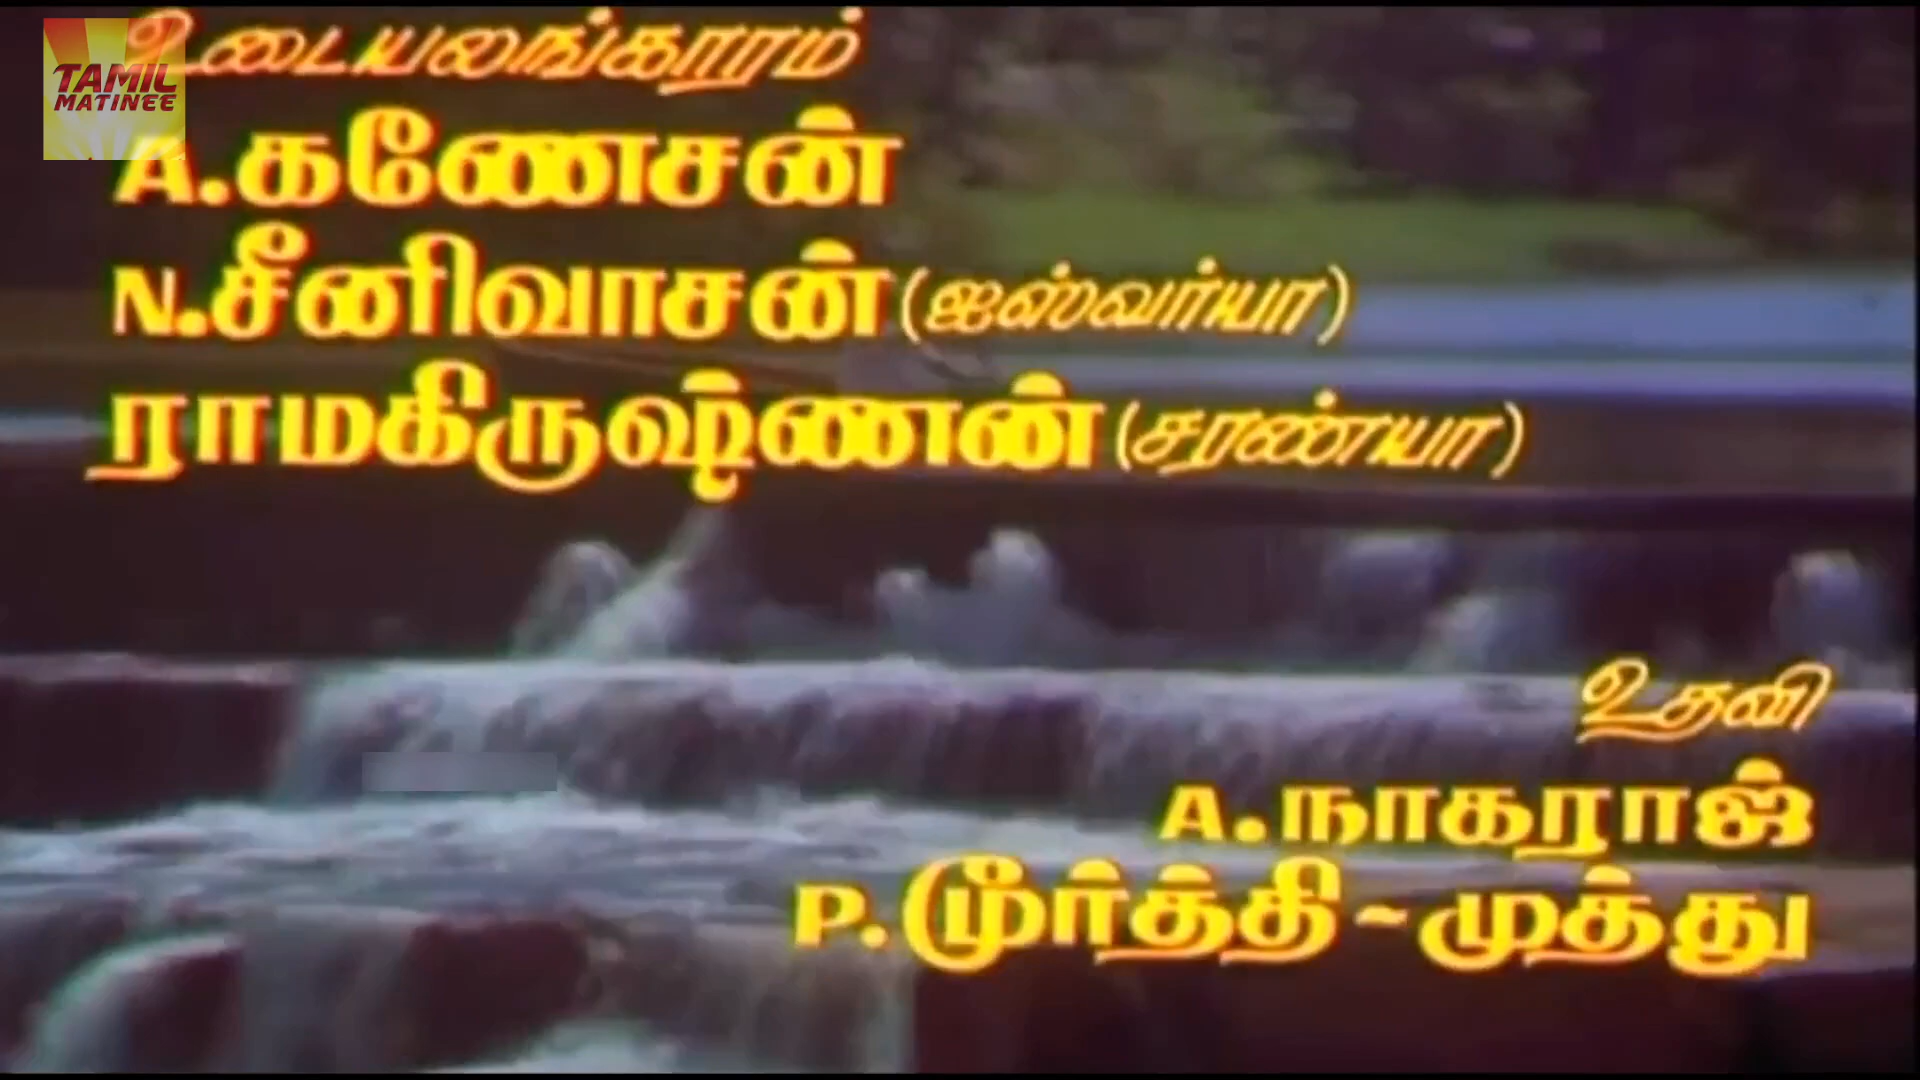 TAMIL
MATINEE
உடையலங்காரம்
A.கணேசன்
N.சீனிவாசன் (ஐஸ்வர்யா)
ராமகிருஷ்ணன் (சரண்யா)
உதவி
A.நாகராஜ்
P.மூர்த்தி-முத்து